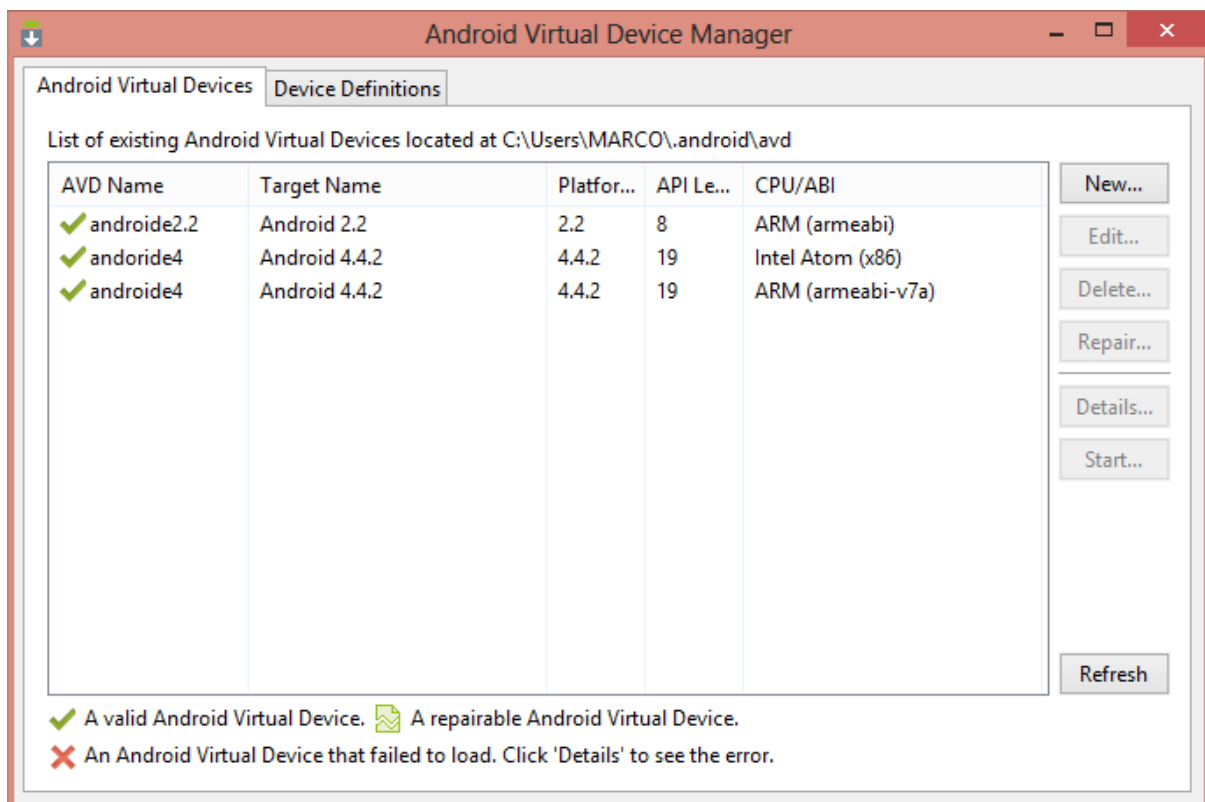 Android Virtual Device Manager
Android Virtual Devices Device Definitions
List of existing Android Virtual Devices located at C:\Users\MARCO\.android\avd
AVD Name Target Name Platfor... API Le... CPU/ABI
androide2.2 Android 2.2 2.2 8 ARM (armeabi)
andoride4 Android 4.4.2 4.4.2 19 Intel Atom (x86)
androide4 Android 4.4.2 4.4.2 19 ARM (armeabi-v7a)
New...
Edit...
Delete...
Repair...
Details...
Start...
Refresh
A valid Android Virtual Device. A repairable Android Virtual Device.
An Android Virtual Device that failed to load. Click 'Details' to see the error.